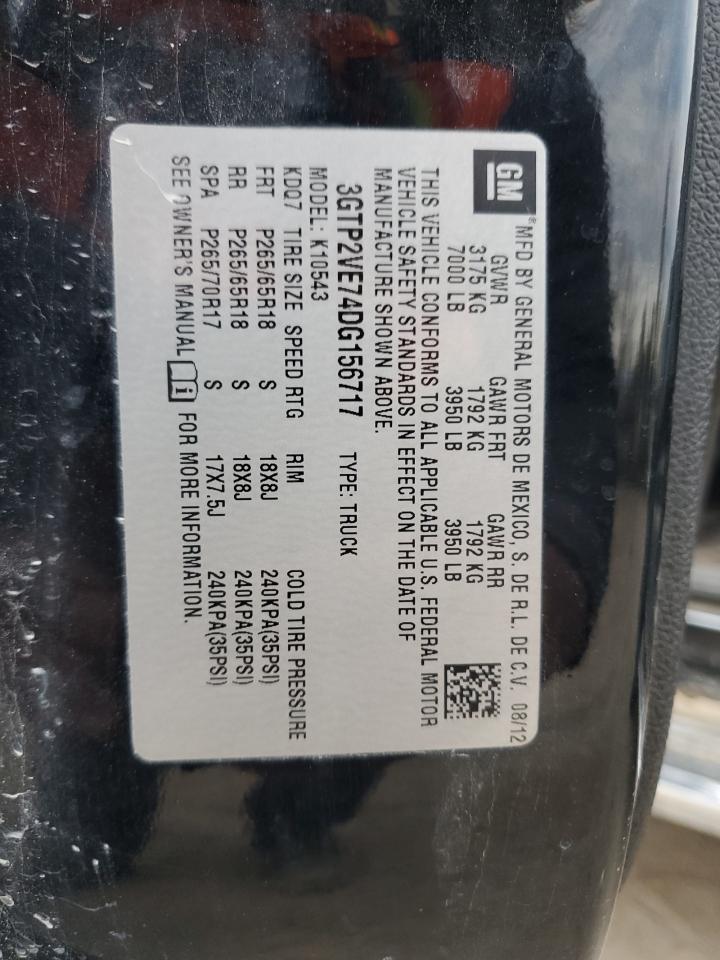 GM ® MFD BY GENERAL MOTORS DE MEXICO, S. DE R.L. DE C.V. 08/12
GVWR GAWR FRT GAWR RR
3175 KG 1792 KG 1792 KG
7000 LB 3950 LB 3950 LB
THIS VEHICLE CONFORMS TO ALL APPLICABLE U.S. FEDERAL MOTOR
VEHICLE SAFETY STANDARDS IN EFFECT ON THE DATE OF
MANUFACTURE SHOWN ABOVE.
3GTP2VE74DG156717 TYPE: TRUCK
MODEL: K10543
KDQ7 TIRE SIZE SPEED RTG RIM COLD TIRE PRESSURE
FRT P265/65R18 S 18X8J 240KPA(35PSI)
RR P265/65R18 S 18X8J 240KPA(35PSI)
SPA P265/70R17 S 17X7.5J 240KPA(35PSI)
SEE OWNER'S MANUAL i FOR MORE INFORMATION.